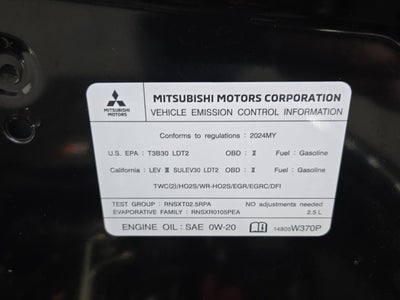 MITSUBISHI MOTORS CORPORATION
MITSUBISHI MOTORS
VEHICLE EMISSION CONTROL INFORMATION
Conforms to regulations : 2024MY
U.S. EPA : T3B30 LDT2 OBD : II Fuel : Gasoline
California : LEV III SULEV30 LDT2 OBD : II Fuel : Gasoline
TWC(2)/HO2S/WR-HO2S/EGR/EGRC/DFI
TEST GROUP : RNSXT02.5RPA No adjustments needed
EVAPORATIVE FAMILY : RNSXR0105PEA 2.5 L
ENGINE OIL : SAE 0W-20 14805W370P